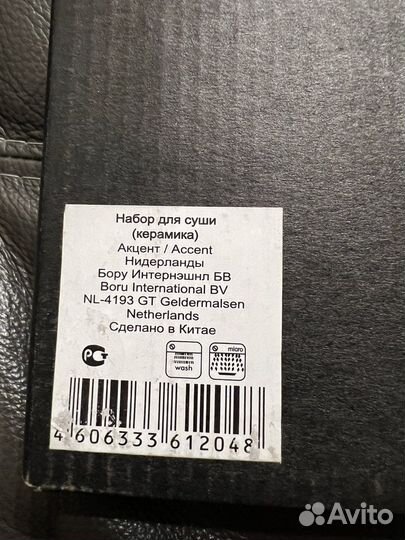 Набор для суши
(керамика)
Акцент / Accent
Нидерланды
Бору Интернэшнл БВ
Boru International BV
NL-4193 GT Geldermalsen
Netherlands
Сделано в Китае
wash
micro
4 606333 612048
Avito